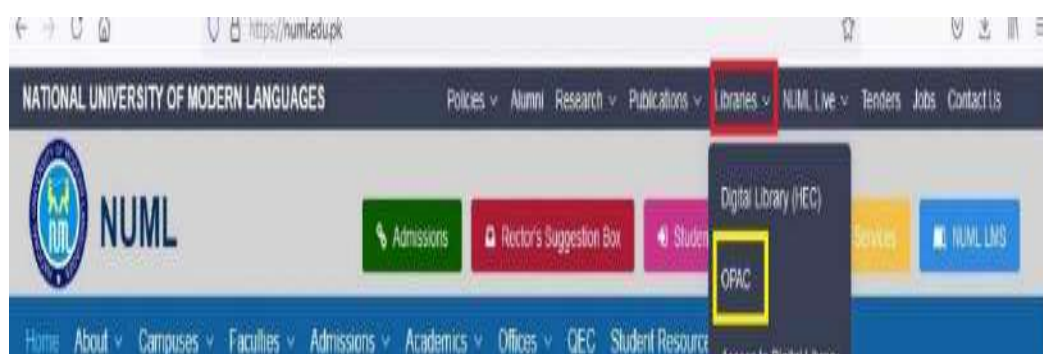 https://numl.edu.pk
NATIONAL UNIVERSITY OF MODERN LANGUAGES Policies Alumni Research Publications Libraries NUML Live Tenders Jobs Contact Us
Digital Library (HEC)
NUML
NUML
Admissions Rector's Suggestion Box Studen Services NUML LMS
OPAC
Home About Campuses Faculties Admissions Academics Offices QEC Student Resource